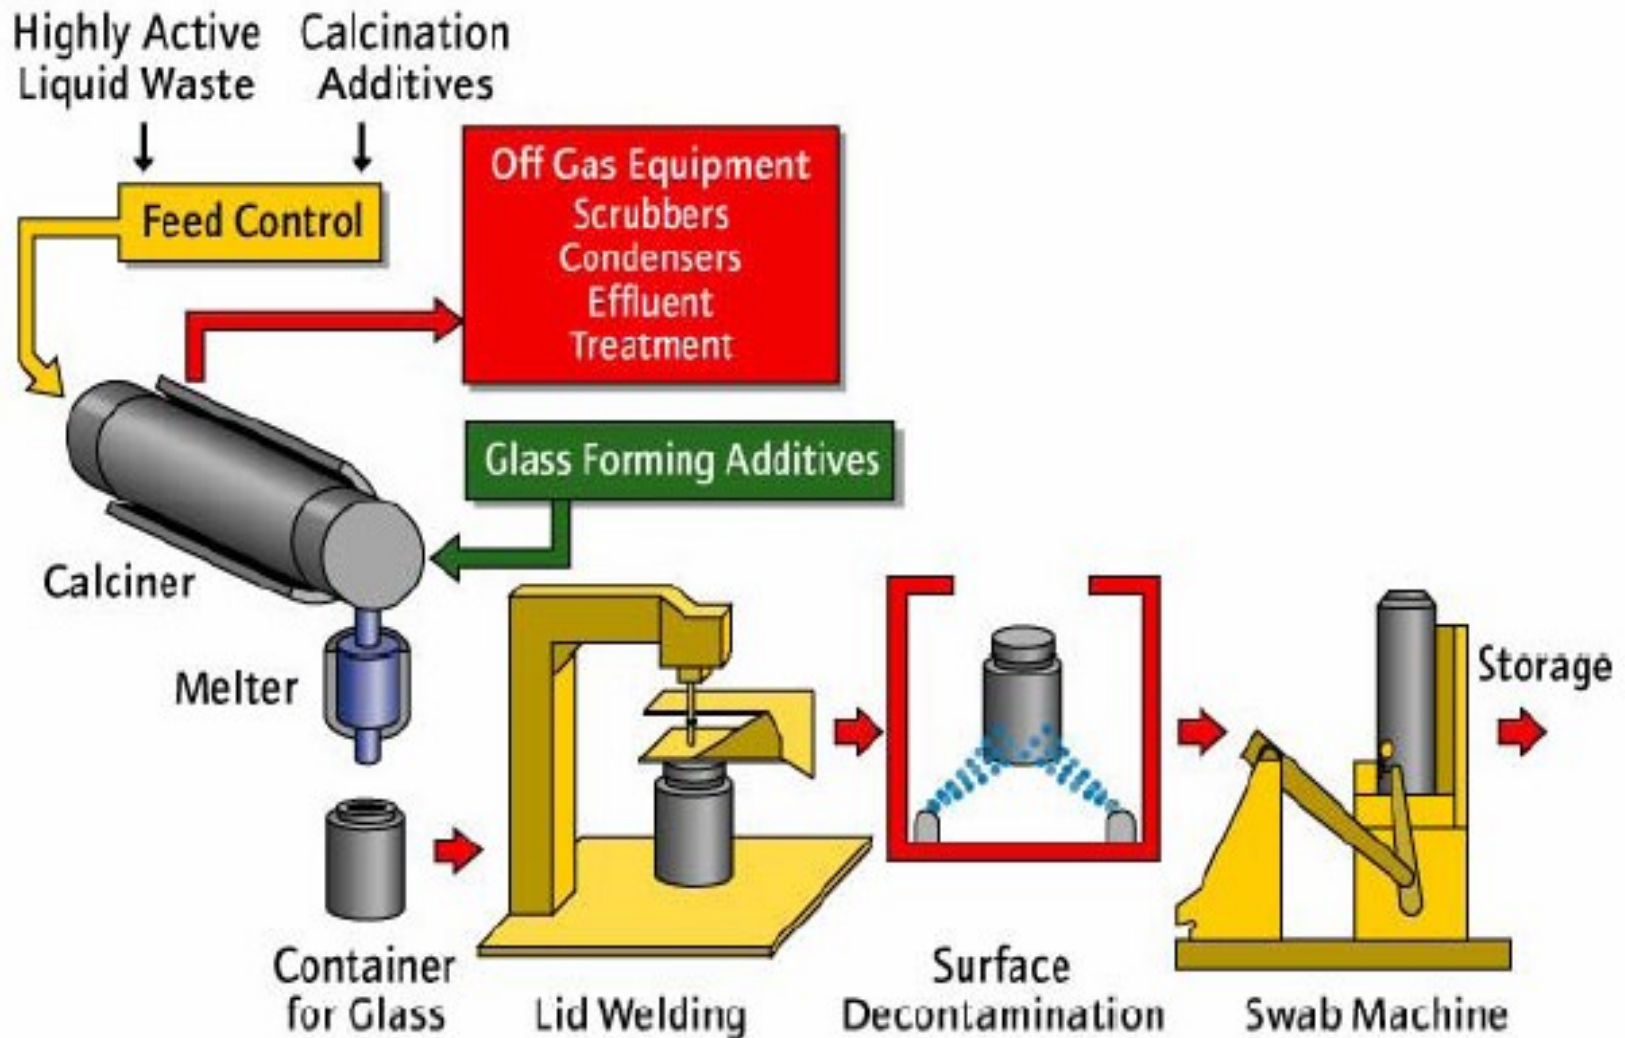 Highly Active
Liquid Waste
Calcination
Additives
Feed Control
Off Gas Equipment
Scrubbers
Condensers
Effluent
Treatment
Glass Forming Additives
Calciner
Melter
Storage
Container
for Glass
Lid Welding
Surface
Decontamination
Swab Machine